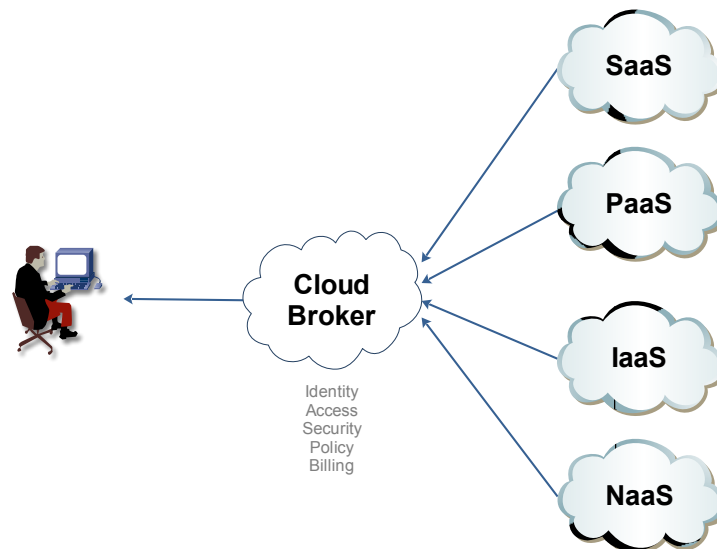 SaaS
PaaS
Cloud
Broker
IaaS
Identity
Access
Security
Policy
Billing
NaaS